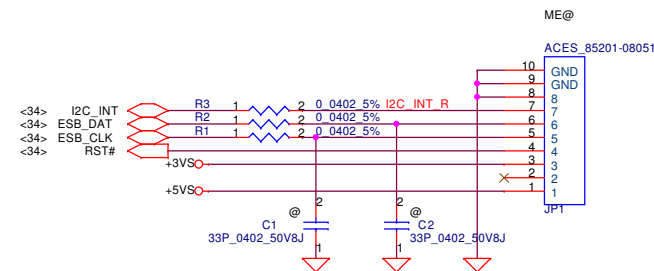 ME@
ACES_85201-08051
10 GND
9 GND
8 8
<34> I2C_INT R3 1 2 0_0402_5% I2C_INT_R 7 7
<34> ESB_DAT R2 1 2 0_0402_5% 6 6
<34> ESB_CLK R1 1 2 0_0402_5% 5 5
<34> RST# 4 4
+3VS 3 3
2 2
+5VS 1 1
JP1
2 2
@ @
C1 C2
33P_0402_50V8J 33P_0402_50V8J
1 1